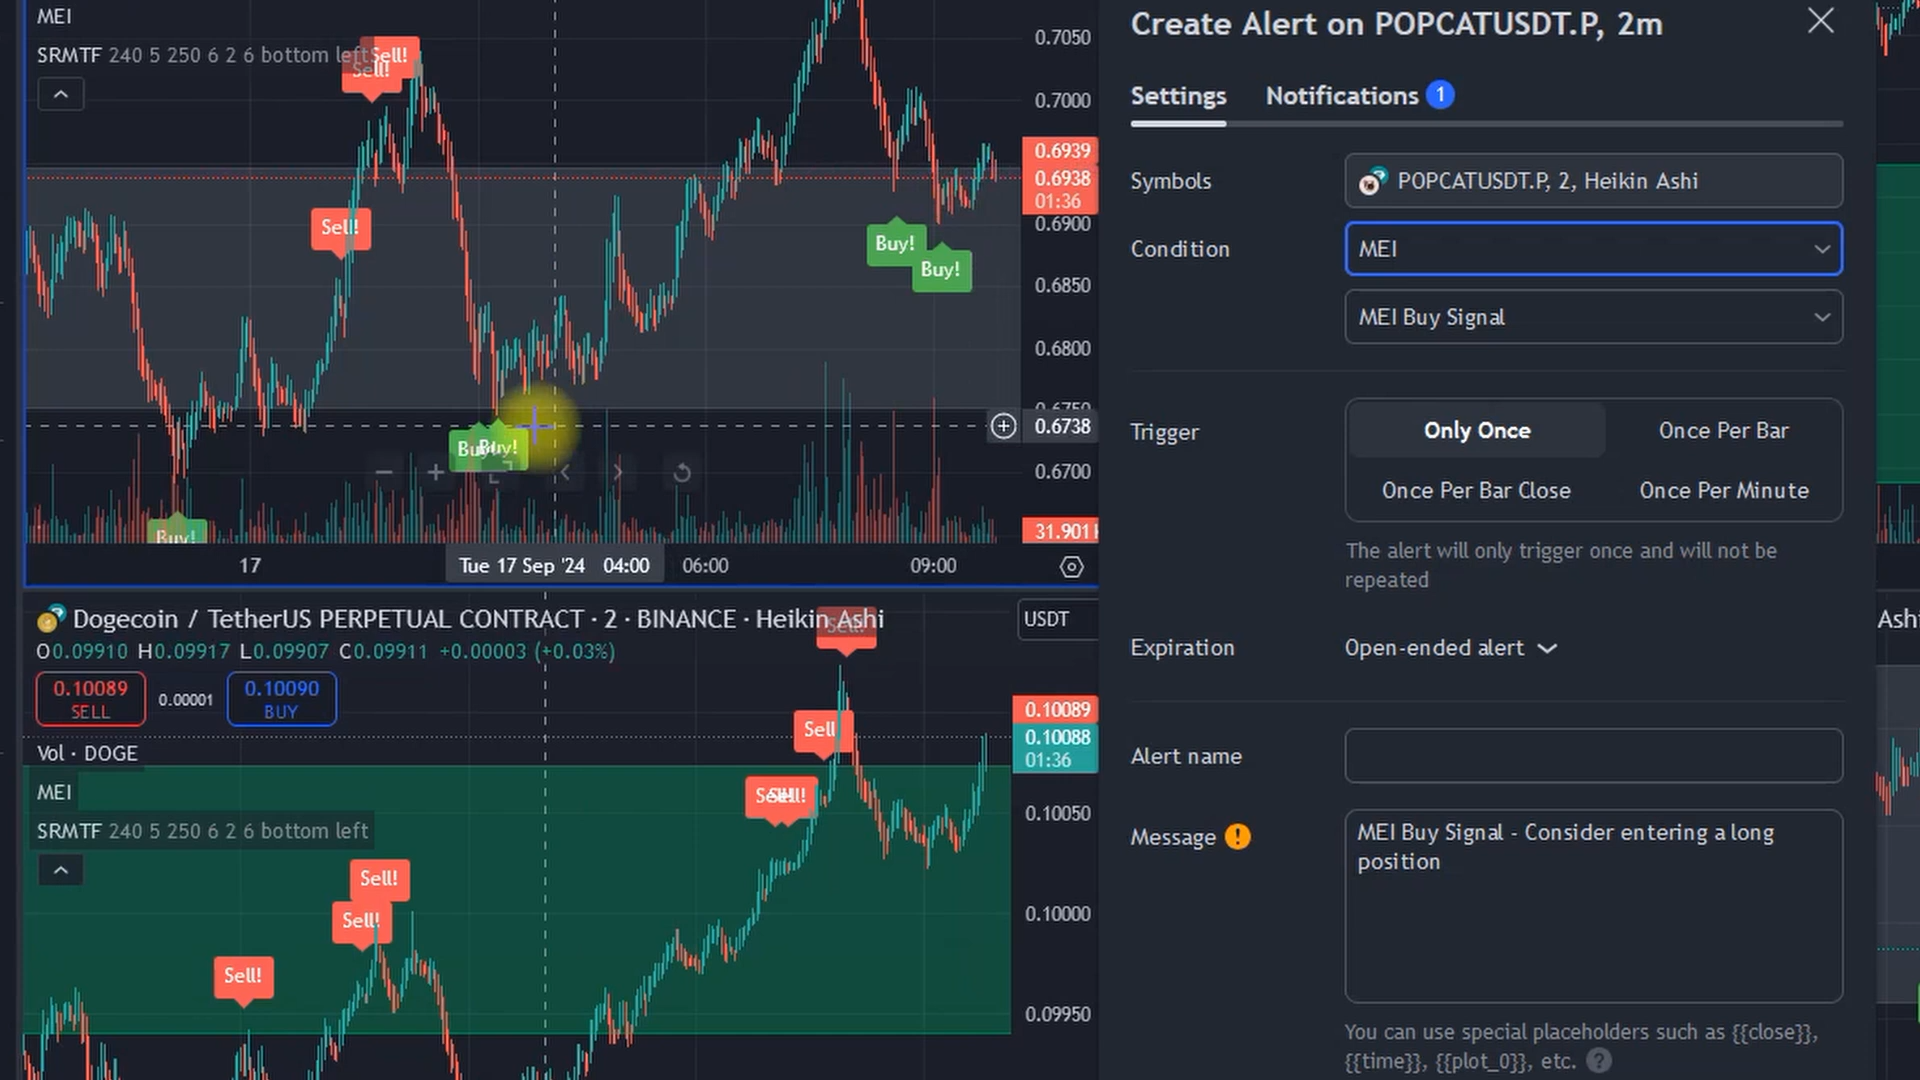 MEI
SRMTF 240 5 250 6 2 6 bottom left
Sell!
Sell!
Sell!
Buy!
Buy!
Buy!
Buy!
0.7050
0.7000
0.6939
0.6938
01:36
0.6900
0.6850
0.6800
0.6750
0.6738
0.6700
31.901
17
Tue 17 Sep '24 04:00
06:00
09:00
Dogecoin / TetherUS PERPETUAL CONTRACT · 2 · BINANCE · Heikin Ashi
USDT
O0.09910 H0.09917 L0.09907 C0.09911 +0.00003 (+0.03%)
0.10089
SELL
0.00001
0.10090
BUY
Vol · DOGE
MEI
SRMTF 240 5 250 6 2 6 bottom left
Sell!
Sell
Sell!
Sell!
Sell!
Sell!
0.10089
0.10088
01:36
0.10050
0.10000
0.09950
Create Alert on POPCATUSDT.P, 2m
Settings
Notifications 1
Symbols
POPCATUSDT.P, 2, Heikin Ashi
Condition
MEI
MEI Buy Signal
Trigger
Only Once
Once Per Bar
Once Per Bar Close
Once Per Minute
The alert will only trigger once and will not be
repeated
Expiration
Open-ended alert
Alert name
Message
MEI Buy Signal - Consider entering a long
position
You can use special placeholders such as {{close}},
{{time}}, {{plot_0}}, etc.
Ashi